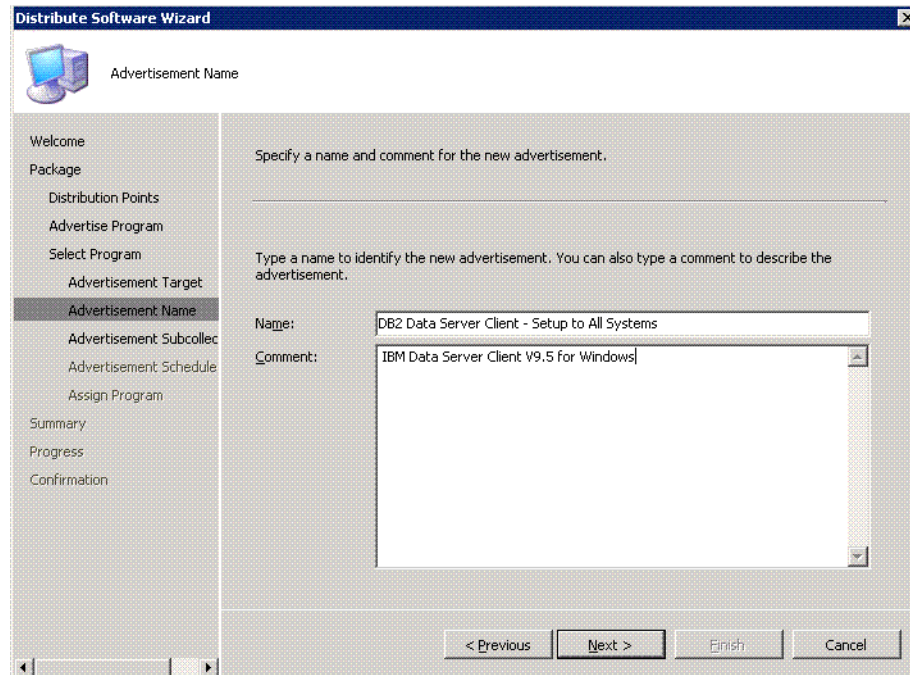 Distribute Software Wizard
Advertisement Name
Welcome
Package
Distribution Points
Advertise Program
Select Program
Advertisement Target
Advertisement Name
Advertisement Subcollec
Advertisement Schedule
Assign Program
Summary
Progress
Confirmation
Specify a name and comment for the new advertisement.
Type a name to identify the new advertisement. You can also type a comment to describe the
advertisement.
Name:
DB2 Data Server Client - Setup to All Systems
Comment:
IBM Data Server Client V9.5 for Windows
< Previous
Next >
Finish
Cancel